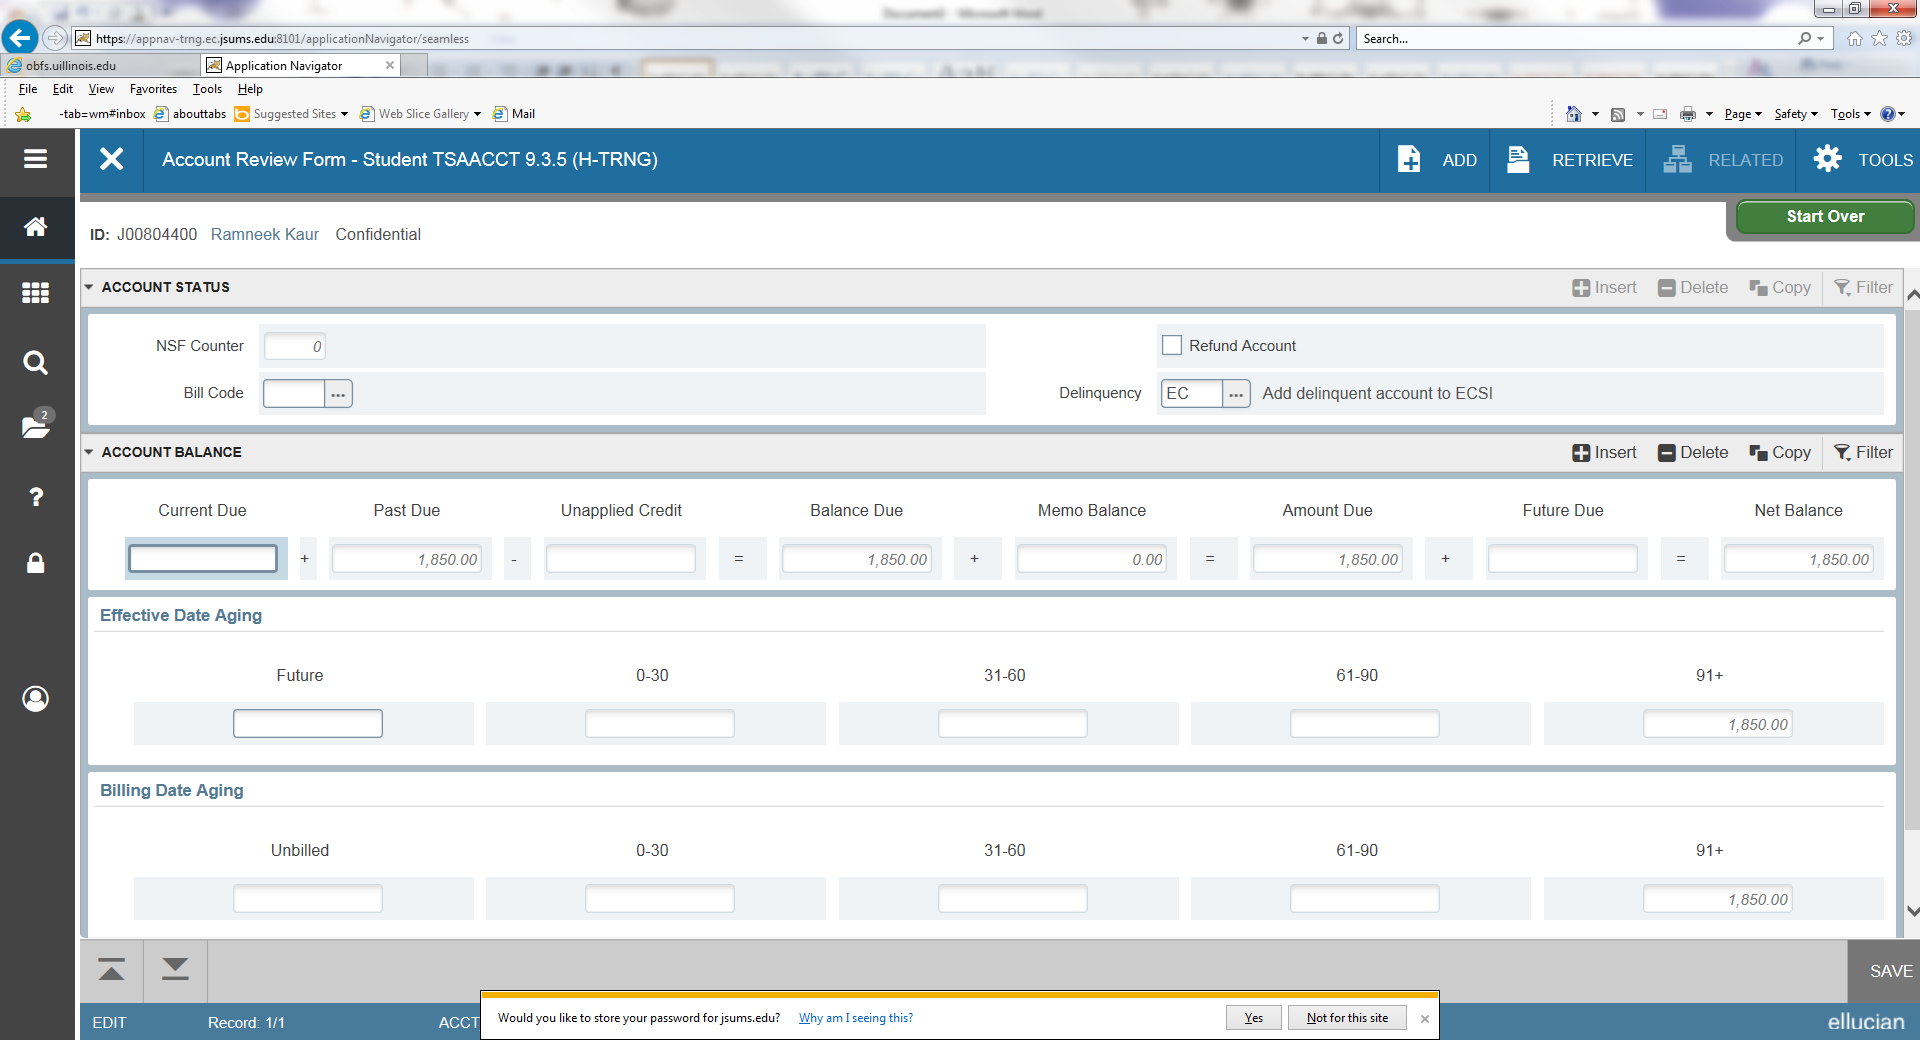 Document1 - Microsoft Word
https://appnav-trng.ec.jsums.edu:8101/applicationNavigator/seamless
Search...
obfs.uillinois.edu
Application Navigator
File Edit View Favorites Tools Help
-tab=wm#inbox abouttabs Suggested Sites Web Slice Gallery Mail
Page Safety Tools
Account Review Form - Student TSAACCT 9.3.5 (H-TRNG)
ADD RETRIEVE RELATED TOOLS
Start Over
ID: J00804400 Ramneek Kaur Confidential
ACCOUNT STATUS Insert Delete Copy Filter
NSF Counter 0 Refund Account
Bill Code ... Delinquency EC ... Add delinquent account to ECSI
2
ACCOUNT BALANCE Insert Delete Copy Filter
Current Due Past Due Unapplied Credit Balance Due Memo Balance Amount Due Future Due Net Balance
+ 1,850.00 - = 1,850.00 + 0.00 = 1,850.00 + = 1,850.00
Effective Date Aging
Future 0-30 31-60 61-90 91+
1,850.00
Billing Date Aging
Unbilled 0-30 31-60 61-90 91+
1,850.00
SAVE
EDIT Record: 1/1 ACCT
Would you like to store your password for jsums.edu? Why am I seeing this? Yes Not for this site
ellucian